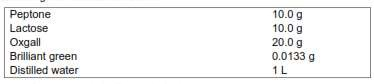 Peptone 10.0 g
Lactose 10.0 g
Oxgall 20.0 g
Brilliant green 0.0133 g
Distilled water 1 L